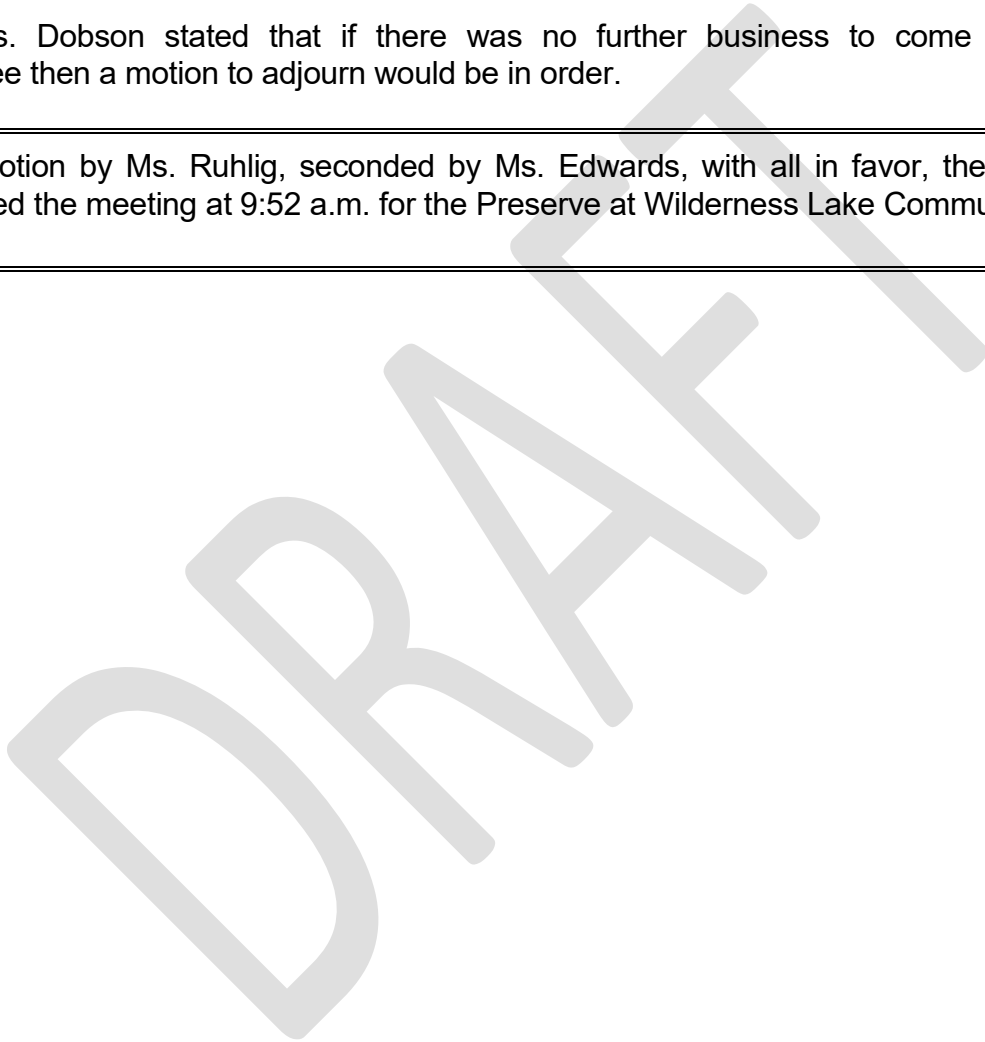 s. Dobson stated that if there was no further business to come
ee then a motion to adjourn would be in order.
otion by Ms. Ruhlig, seconded by Ms. Edwards, with all in favor, the
ed the meeting at 9:52 a.m. for the Preserve at Wilderness Lake Commu
DRAFT